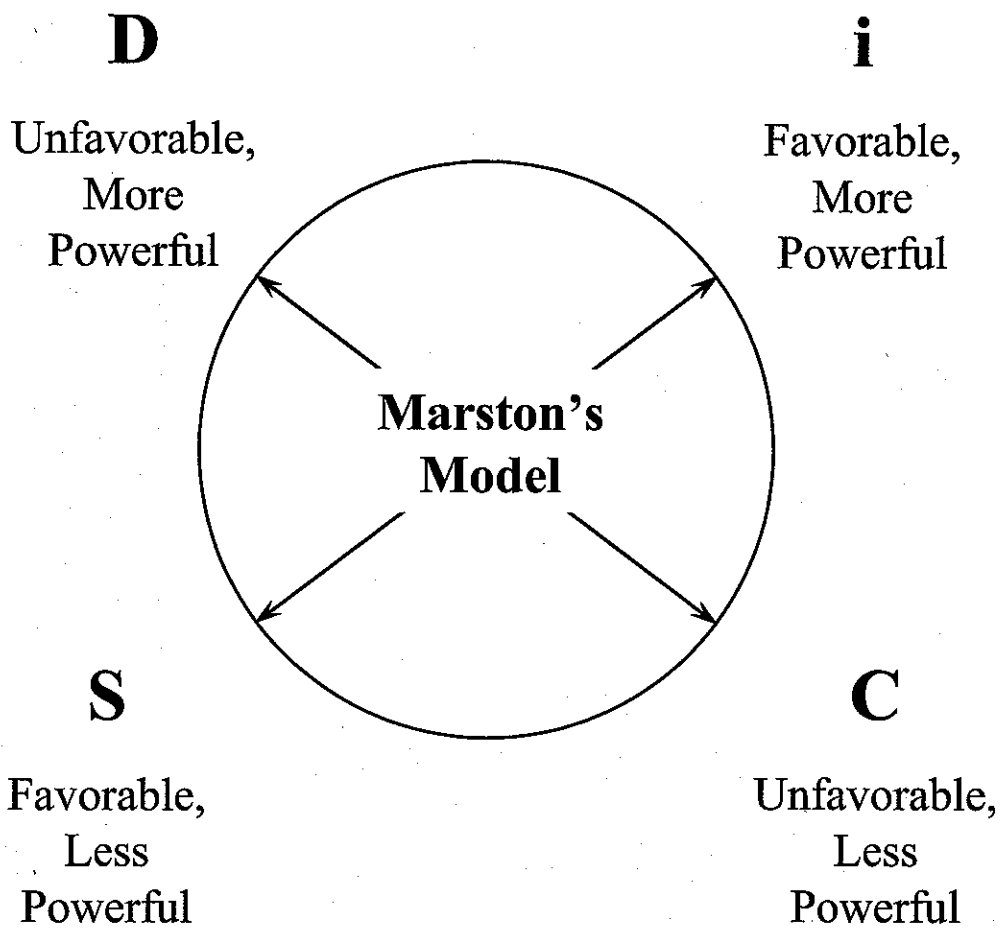 D
Unfavorable,
More
Powerful
i
Favorable,
More
Powerful
Marston’s
Model
S
Favorable,
Less
Powerful
C
Unfavorable,
Less
Powerful